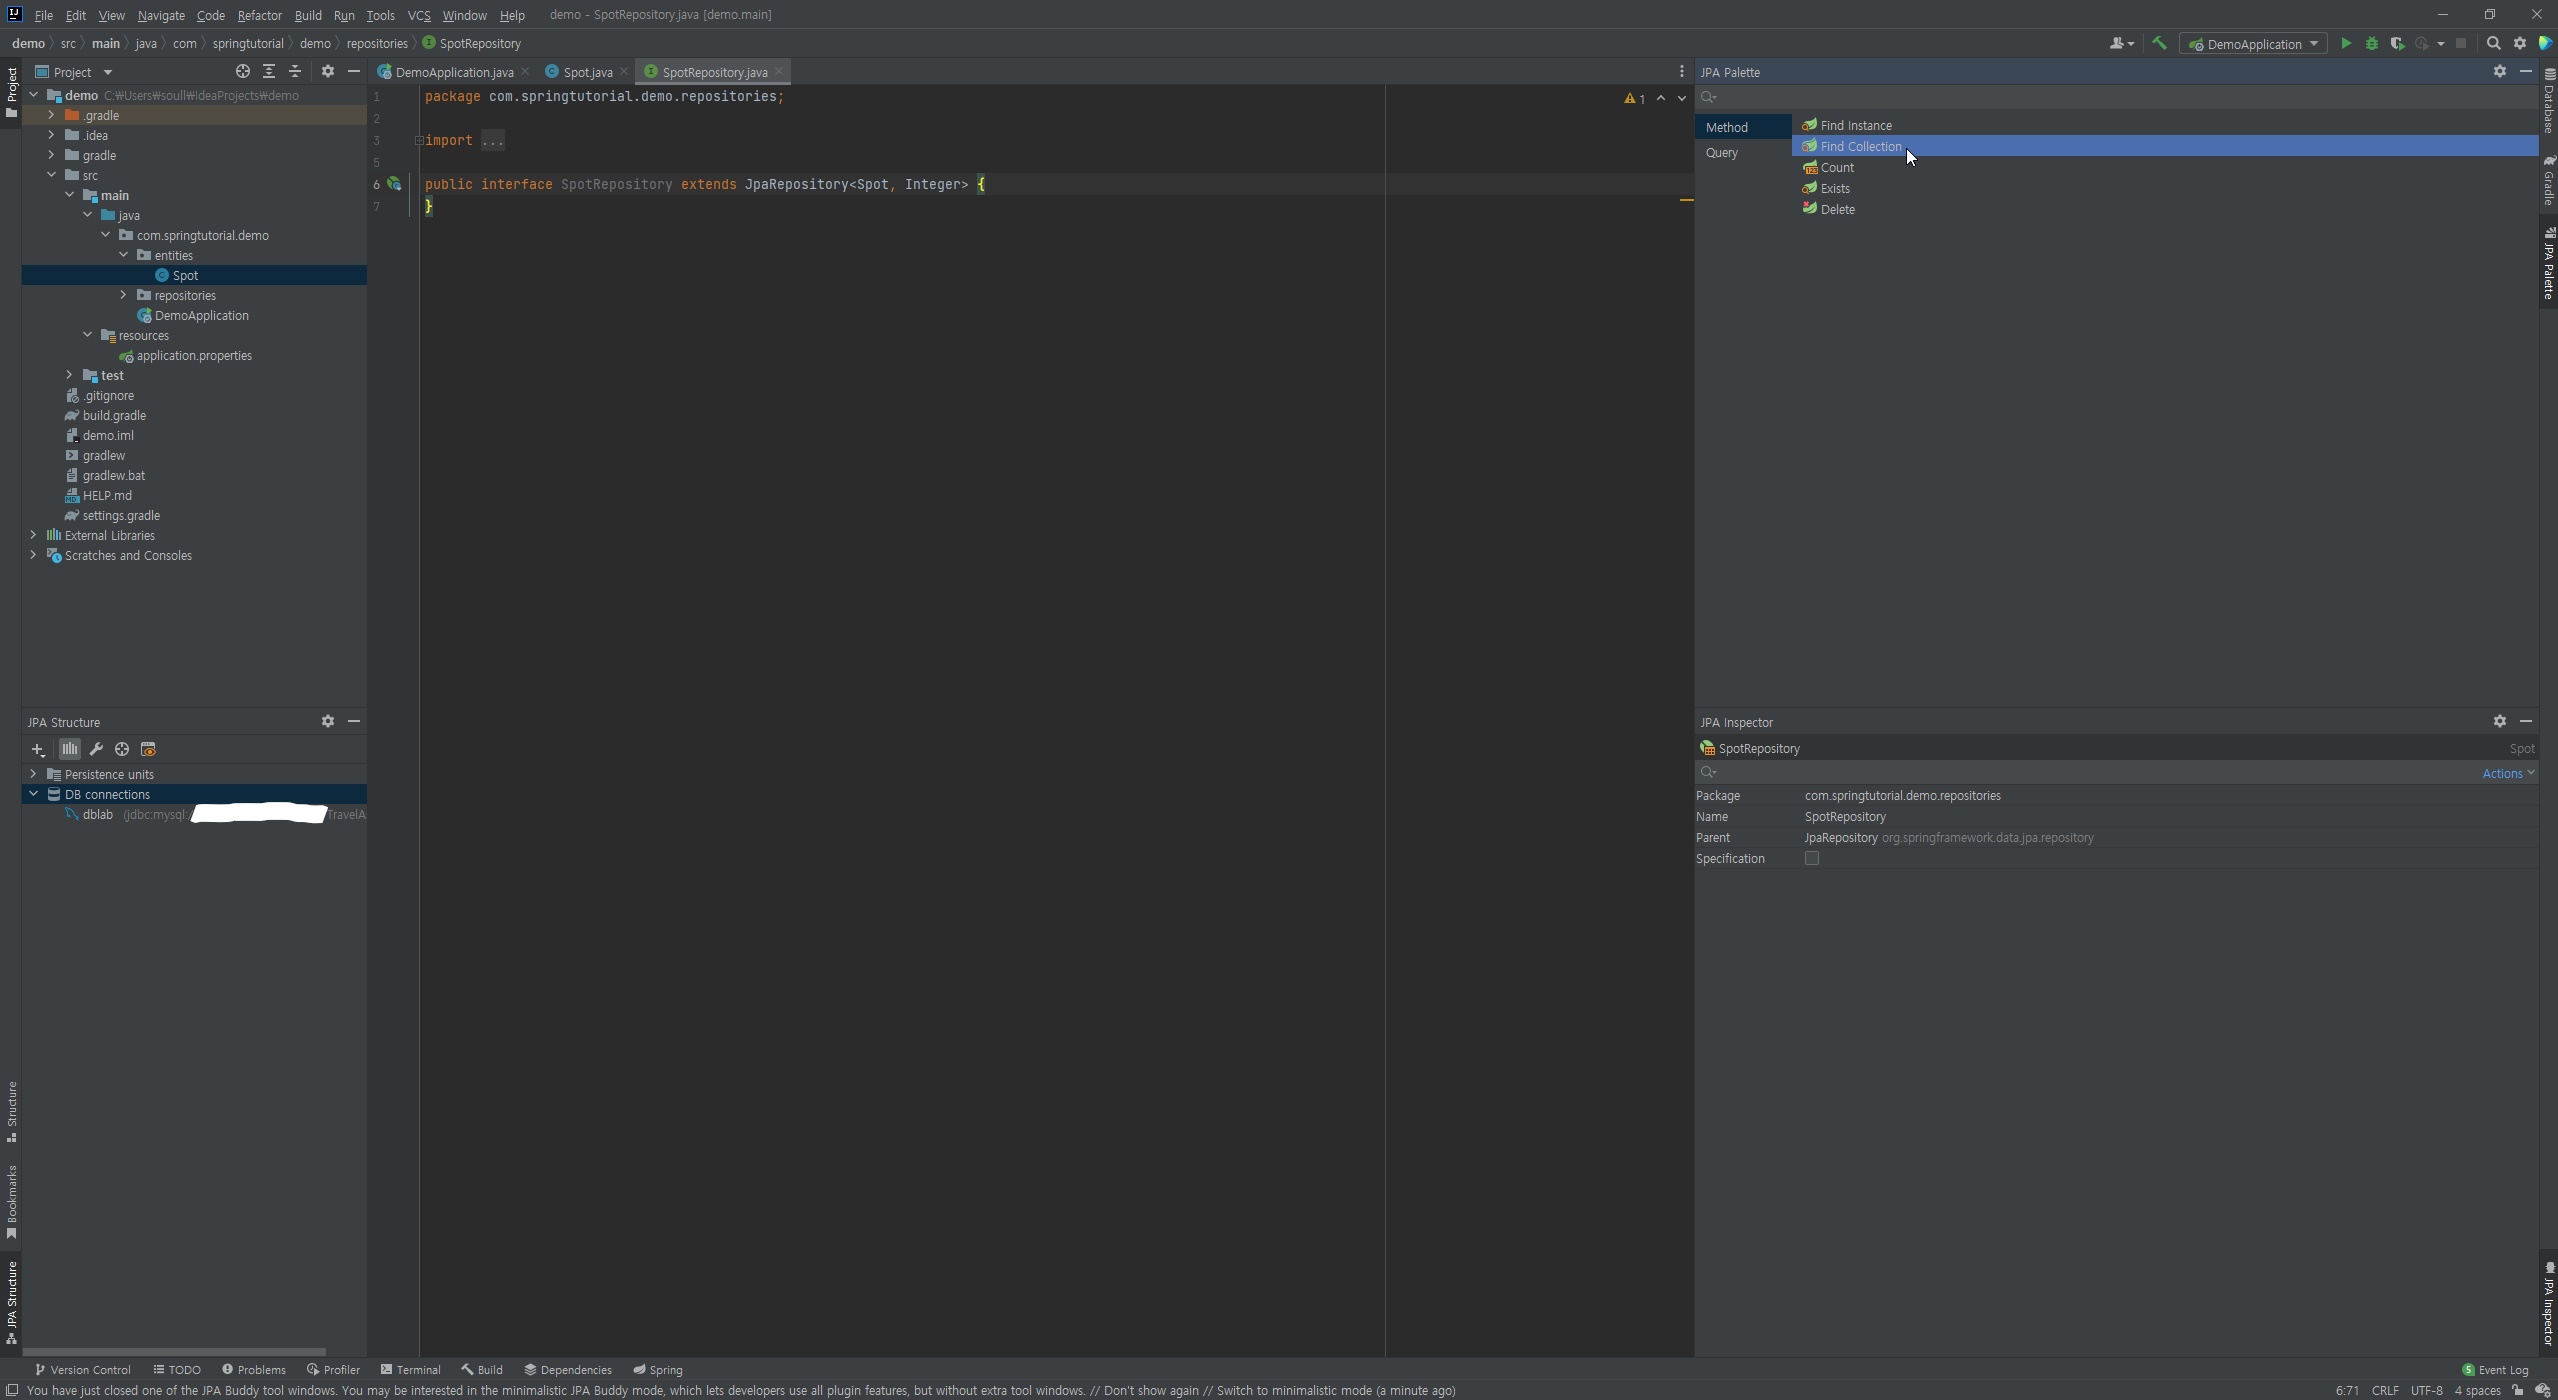 File Edit View Navigate Code Refactor Build Run Tools VCS Window Help demo - SpotRepository.java [demo.main]
demo src main java com springtutorial demo repositories SpotRepository
DemoApplication
Project
DemoApplication.java Spot.java SpotRepository.java
demo C:₩Users₩soull₩IdeaProjects₩demo
.gradle
.idea
gradle
src
main
java
com.springtutorial.demo
entities
Spot
repositories
DemoApplication
resources
application.properties
test
.gitignore
build.gradle
demo.iml
gradlew
gradlew.bat
HELP.md
settings.gradle
External Libraries
Scratches and Consoles
1 package com.springtutorial.demo.repositories;
2
3 import ...
5
6 public interface SpotRepository extends JpaRepository<Spot, Integer> {
7 }
1
JPA Palette
Method
Query
Find Instance
Find Collection
Count
Exists
Delete
JPA Structure
Persistence units
DB connections
dblab (jdbc:mysql:/ TravelA
JPA Inspector
SpotRepository Spot
Actions
Package com.springtutorial.demo.repositories
Name SpotRepository
Parent JpaRepository org.springframework.data.jpa.repository
Specification
Project
Structure
Bookmarks
JPA Structure
Database
Gradle
JPA Palette
JPA Inspector
Version Control TODO Problems Profiler Terminal Build Dependencies Spring
5 Event Log
You have just closed one of the JPA Buddy tool windows. You may be interested in the minimalistic JPA Buddy mode, which lets developers use all plugin features, but without extra tool windows. // Don't show again // Switch to minimalistic mode (a minute ago)
6:71 CRLF UTF-8 4 spaces